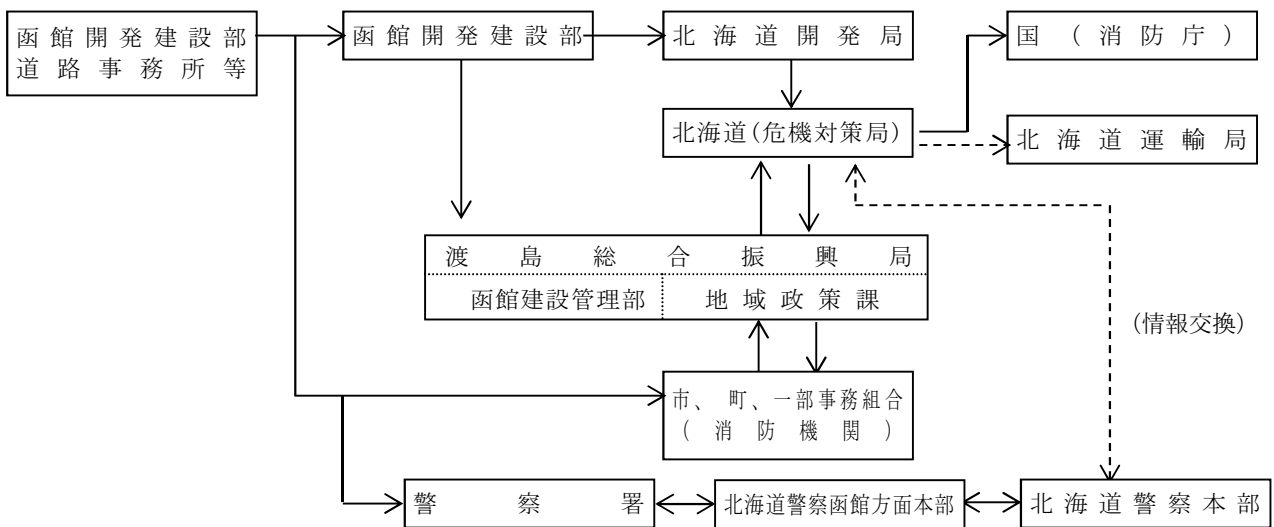 函館開発建設部
道路事務所等
函館開発建設部
北海道開発局
国(消防庁)
北海道(危機対策局)
北海道運輸局
渡島総合振興局
函館建設管理部
地域政策課
(情報交換)
市、町、一部事務組合
(消防機関)
警察署
北海道警察函館方面本部
北海道警察本部